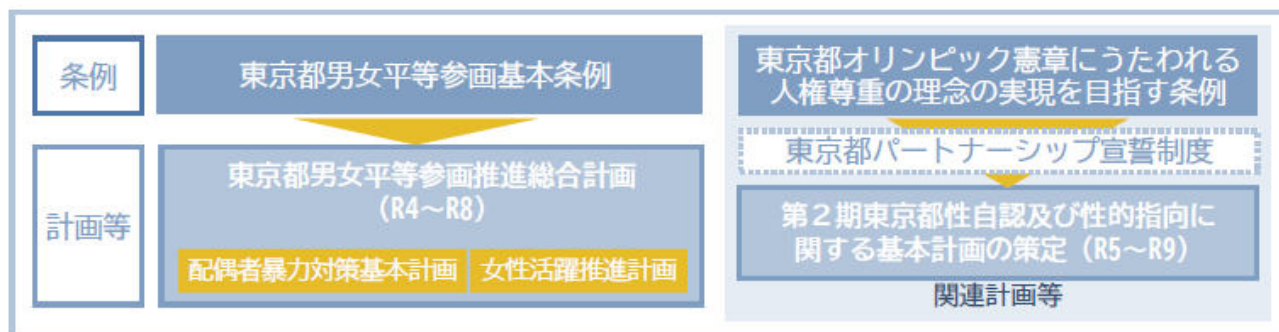 条例
東京都男女平等参画基本条例
東京都オリンピック憲章にうたわれる
人権尊重の理念の実現を目指す条例
東京都パートナーシップ宣誓制度
計画等
東京都男女平等参画推進総合計画
(R4～R8)
配偶者暴力対策基本計画
女性活躍推進計画
第２期東京都性自認及び性的指向に
関する基本計画の策定（R5～R9）
関連計画等